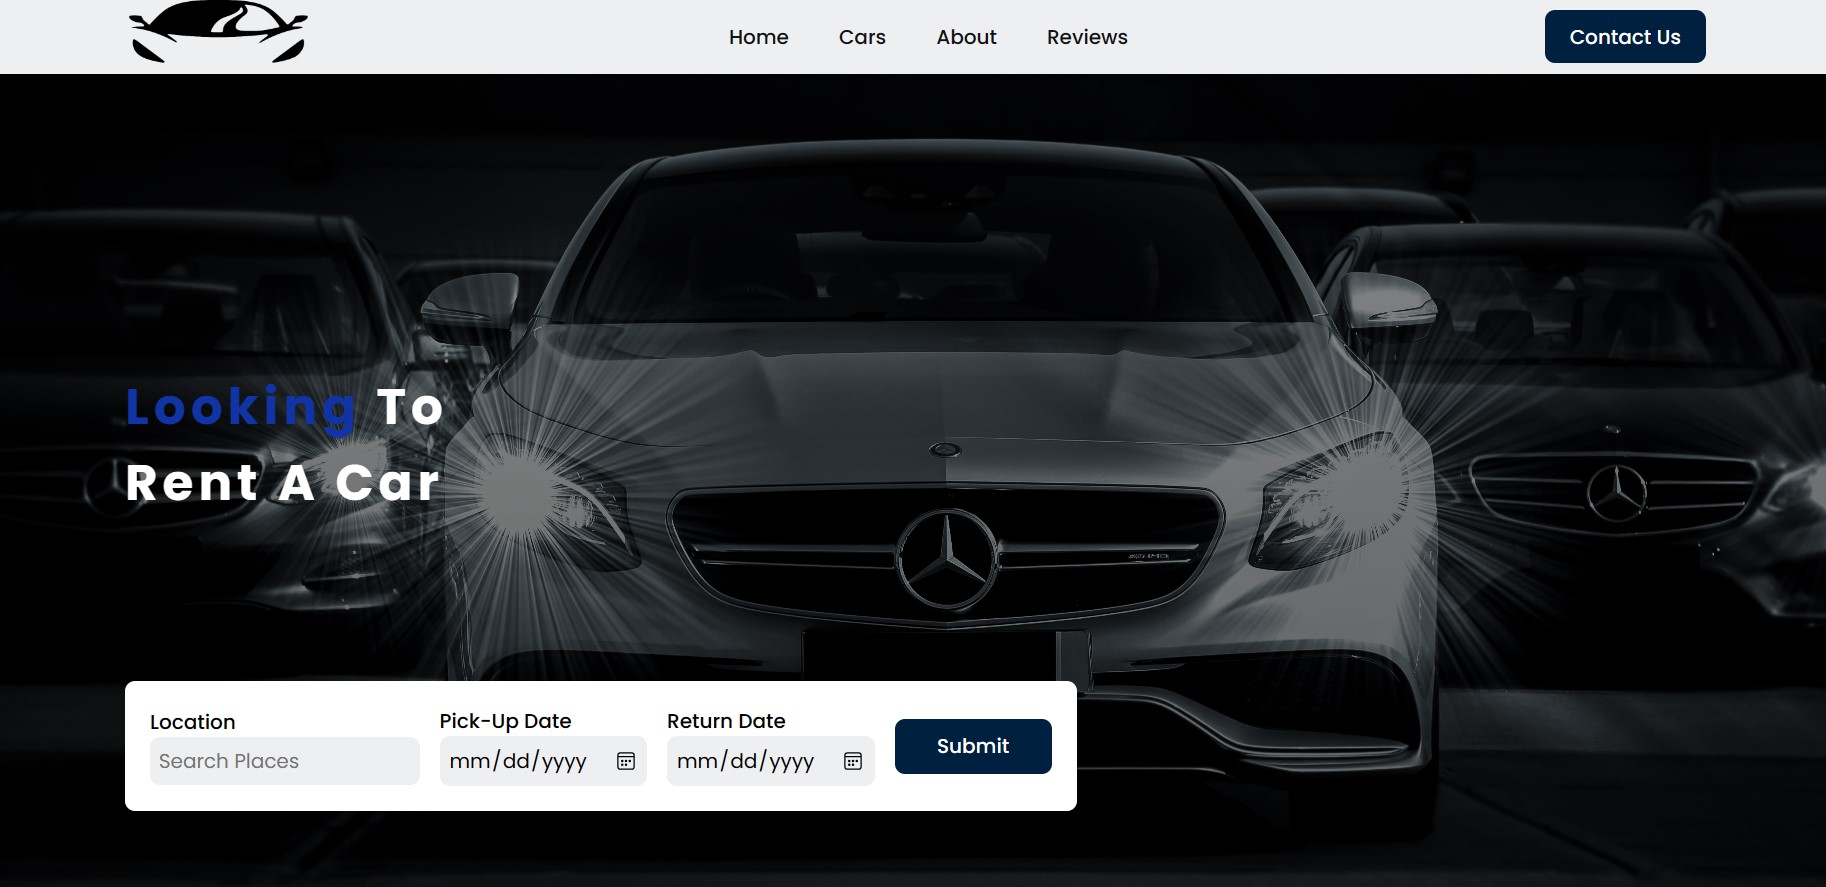 Home
Cars
About
Reviews
Contact Us
Looking To
Rent A Car
Location
Pick-Up Date
Return Date
Search Places
mm/dd/yyyy
mm/dd/yyyy
Submit
AMG